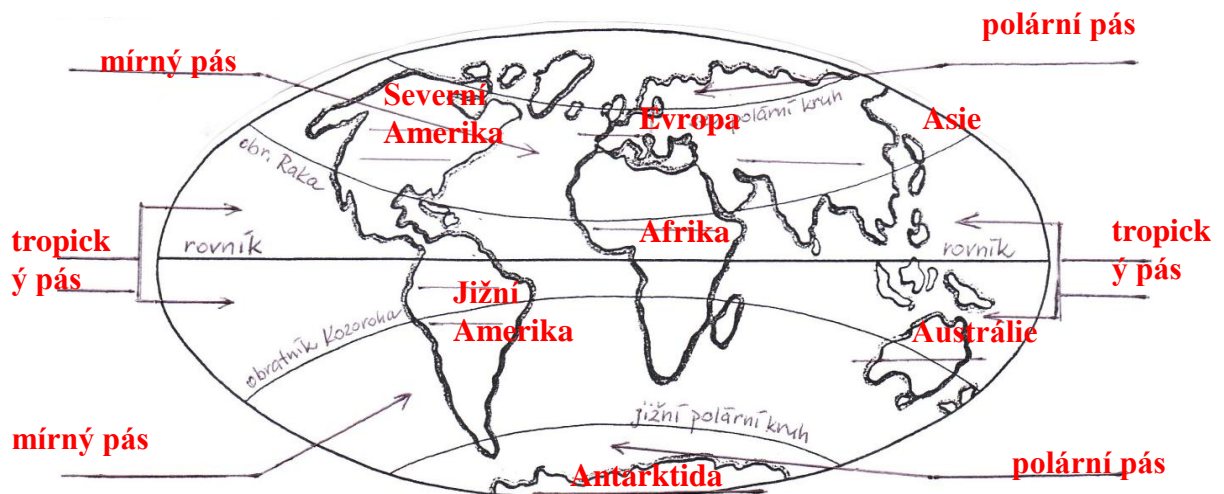 polární pás
mírný pás
Severní
Amerika
Evropa
polární kruh
Asie
obr. Raka
tropick
ý pás
rovník
Afrika
rovník
tropick
ý pás
Jižní
Amerika
obratník Kozoroha
Austrálie
mírný pás
jižní polární kruh
Antarktida
polární pás